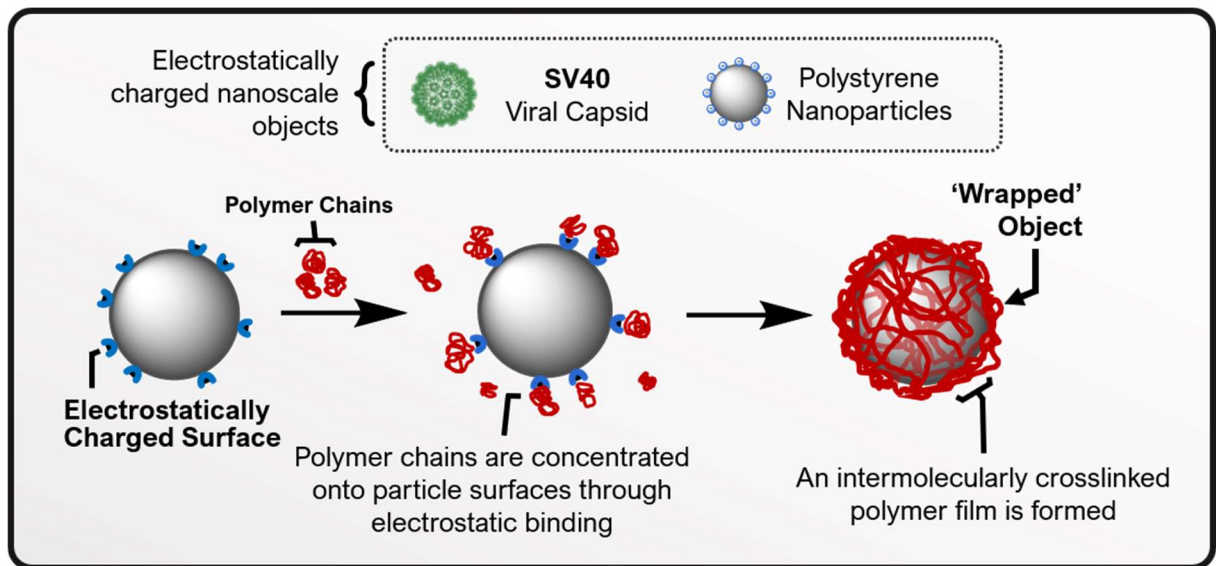 Electrostatically
charged nanoscale
objects
SV40
Viral Capsid
Polystyrene
Nanoparticles
Polymer Chains
‘Wrapped’
Object
Electrostatically
Charged Surface
Polymer chains are concentrated
onto particle surfaces through
electrostatic binding
An intermolecularly crosslinked
polymer film is formed